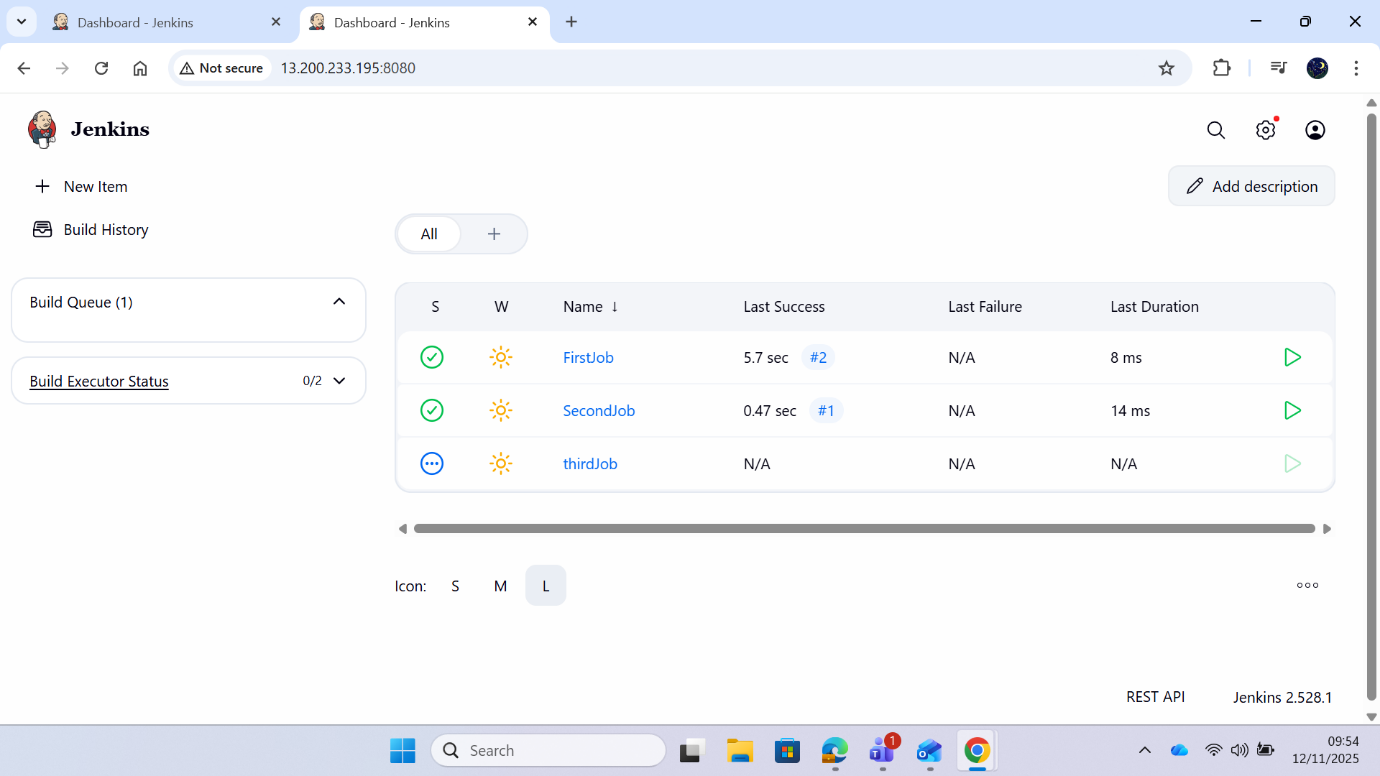 Dashboard - Jenkins
Dashboard - Jenkins
Not secure 13.200.233.195:8080
Jenkins
New Item
Add description
Build History
All
Build Queue (1)
S W Name ↓ Last Success Last Failure Last Duration
FirstJob 5.7 sec #2 N/A 8 ms
Build Executor Status 0/2
SecondJob 0.47 sec #1 N/A 14 ms
thirdJob N/A N/A N/A
Icon: S M L
REST API Jenkins 2.528.1
Search
1
09:54
12/11/2025